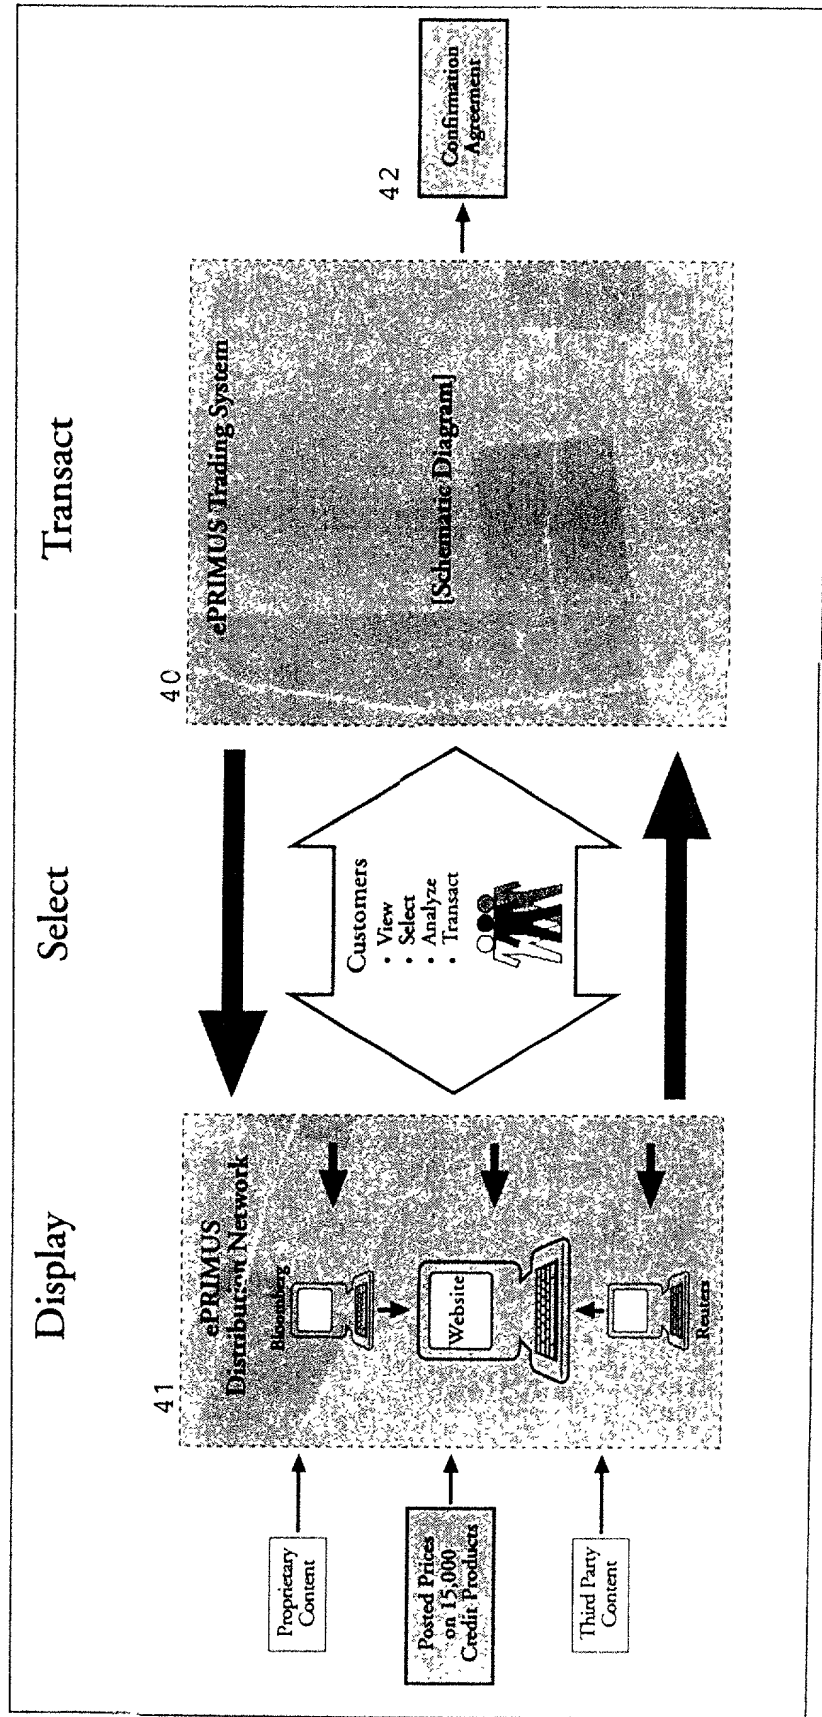 Display
Select
Transact
41
ePRIMUS
Distribution Network
Bloomberg
Website
Reuters
Proprietary
Content
Posted Prices
on 15,000
Credit Products
Third Party
Content
Customers
• View
• Select
• Analyze
• Transact
40
ePRIMUS Trading System
[Schematic Diagram]
42
Confirmation
Agreement